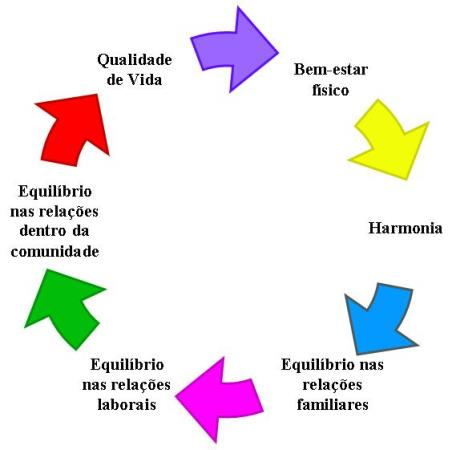 Qualidade
de Vida
Bem-estar
físico
Harmonia
Equilíbrio nas
relações
familiares
Equilíbrio
nas relações
laborais
Equilíbrio
nas relações
dentro da
comunidade